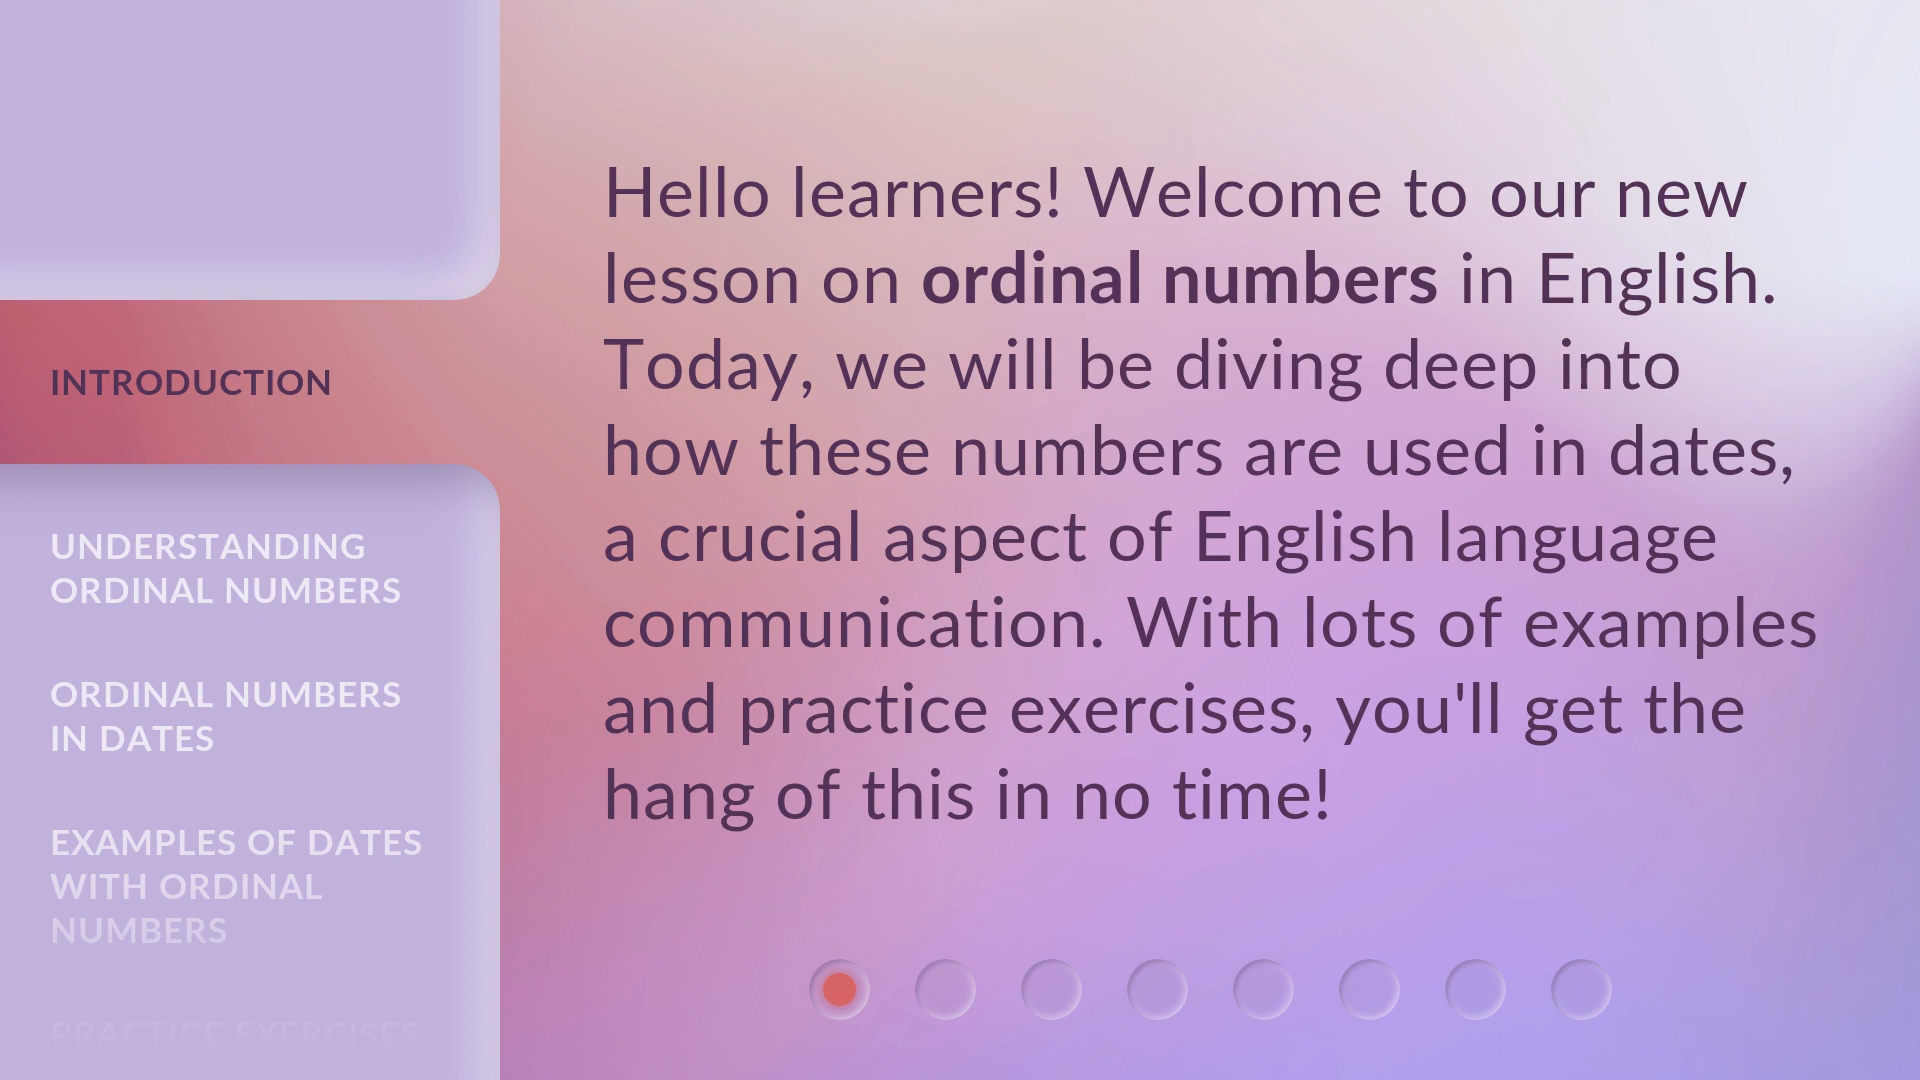 INTRODUCTION
UNDERSTANDING
ORDINAL NUMBERS
ORDINAL NUMBERS
IN DATES
EXAMPLES OF DATES
WITH ORDINAL
NUMBERS
PRACTICE EXERCISES
Hello learners! Welcome to our new
lesson on ordinal numbers in English.
Today, we will be diving deep into
how these numbers are used in dates,
a crucial aspect of English language
communication. With lots of examples
and practice exercises, you'll get the
hang of this in no time!